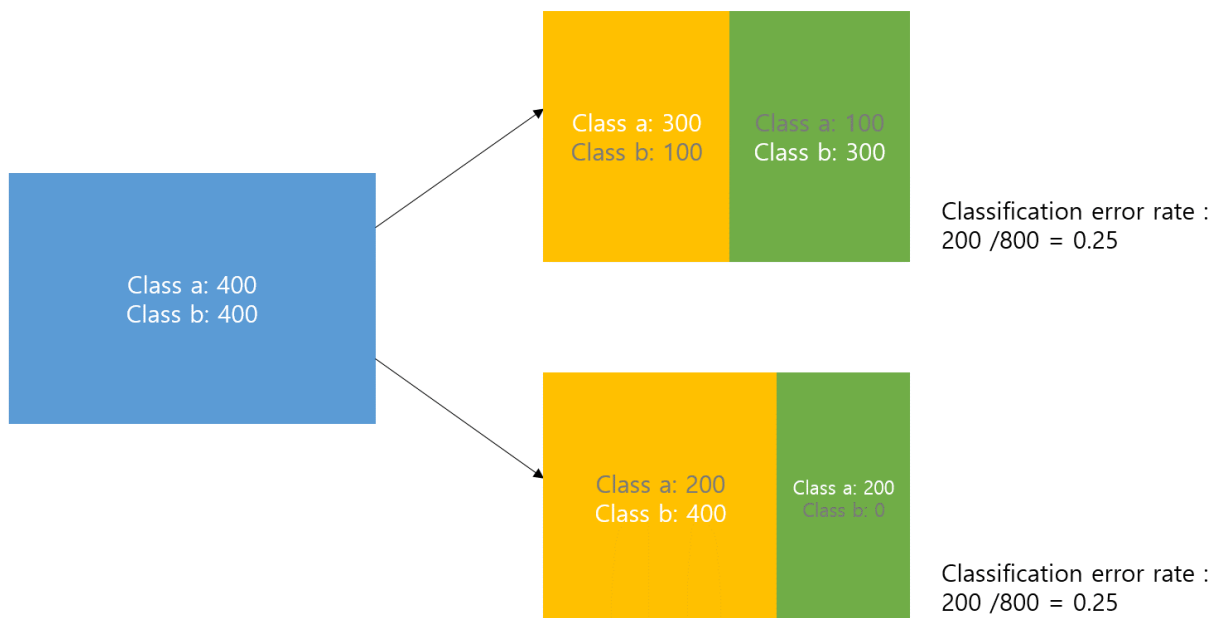 Class a: 400
Class b: 400
Class a: 300
Class b: 100
Class a: 100
Class b: 300
Classification error rate :
200 /800 = 0.25
Class a: 200
Class b: 400
Class a: 200
Class b: 0
Classification error rate :
200 /800 = 0.25